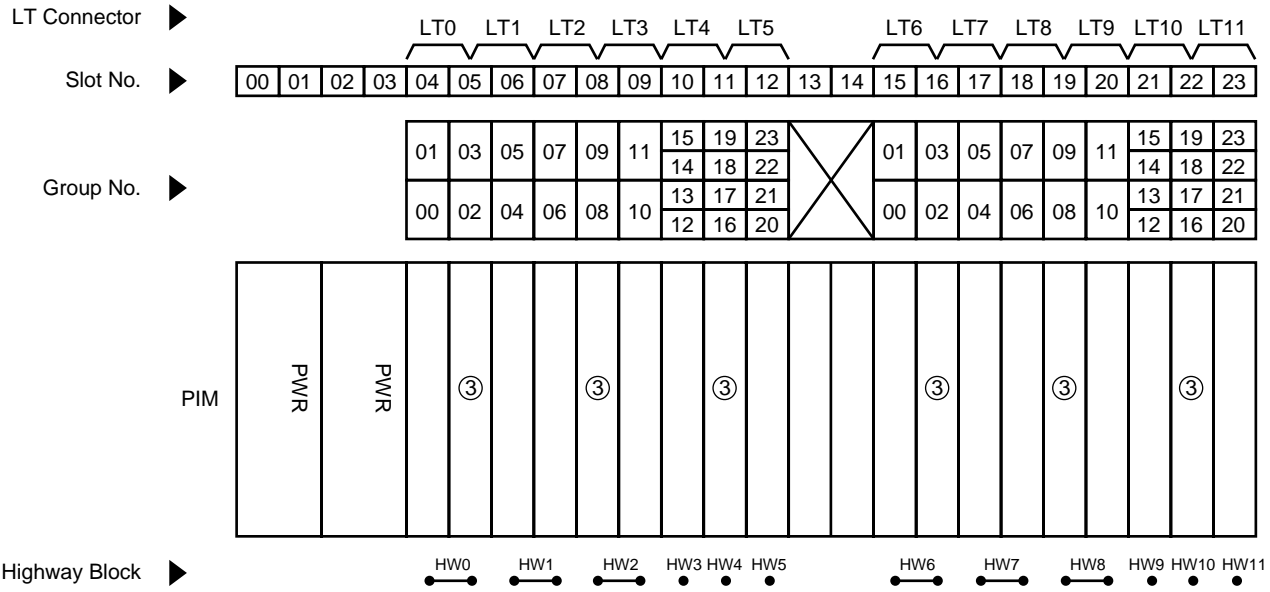 LT Connector LT0 LT1 LT2 LT3 LT4 LT5 LT6 LT7 LT8 LT9 LT10 LT11
Slot No. 00 01 02 03 04 05 06 07 08 09 10 11 12 13 14 15 16 17 18 19 20 21 22 23
15 19 23 15 19 23
01 03 05 07 09 11 01 03 05 07 09 11
14 18 22 14 18 22
Group No.
13 17 21 13 17 21
00 02 04 06 08 10 00 02 04 06 08 10
12 16 20 12 16 20
PIM PWR PWR ③ ③ ③ ③ ③ ③
Highway Block HW0 HW1 HW2 HW3 HW4 HW5 HW6 HW7 HW8 HW9 HW10 HW11